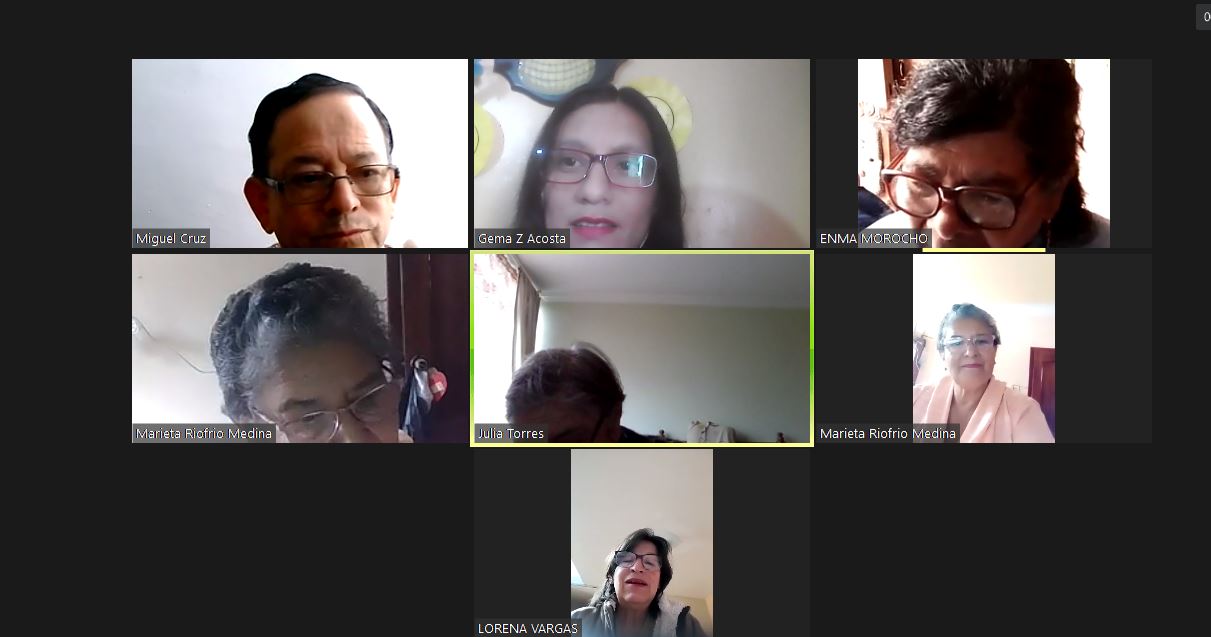 Miguel Cruz
Gema Z Acosta
ENMA MOROCHO
Marieta Riofrio Medina
Julia Torres
Marieta Riofrio Medina
LORENA VARGAS